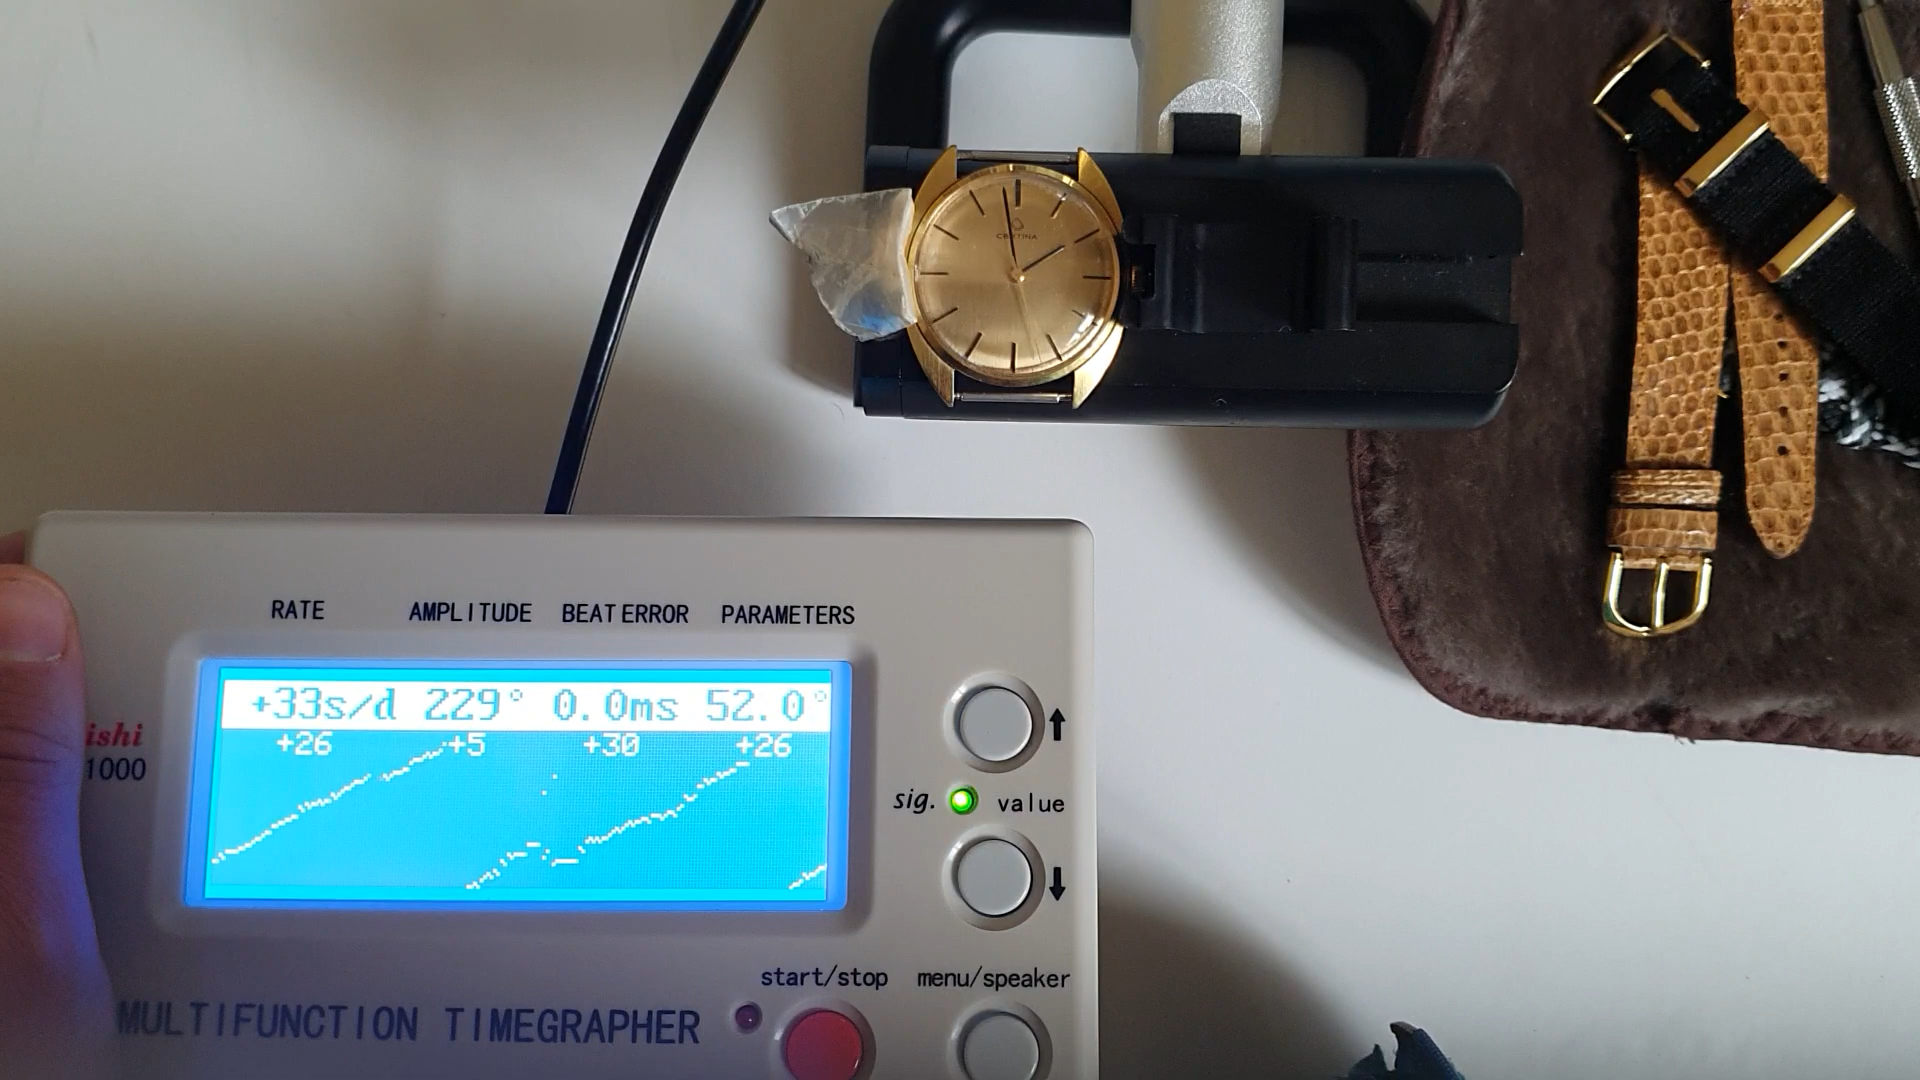 CERTINA
RATE AMPLITUDE BEAT ERROR PARAMETERS
+33s/d 229° 0.0ms 52.0°
+26 +5 +30 +26
ishi
1000
sig. value
start/stop menu/speaker
MULTIFUNCTION TIMEGRAPHER